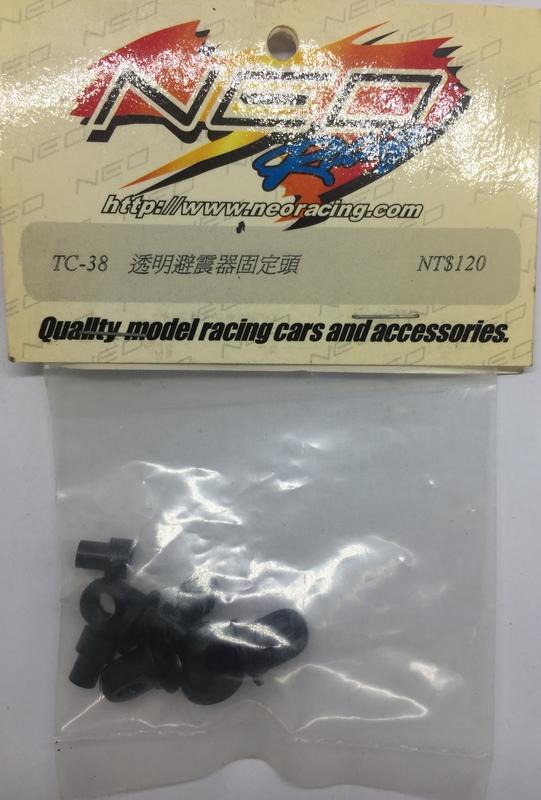 NEO
Racing
http://www.neoracing.com
TC-38 透明避震器固定頭 NT$120
Quality model racing cars and accessories.